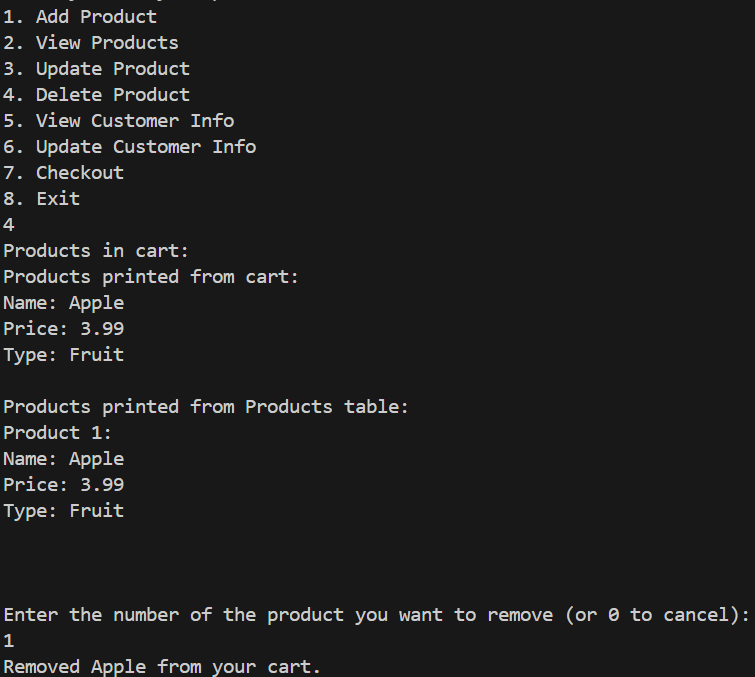 1. Add Product
2. View Products
3. Update Product
4. Delete Product
5. View Customer Info
6. Update Customer Info
7. Checkout
8. Exit
4
Products in cart:
Products printed from cart:
Name: Apple
Price: 3.99
Type: Fruit
Products printed from Products table:
Product 1:
Name: Apple
Price: 3.99
Type: Fruit
Enter the number of the product you want to remove (or 0 to cancel):
1
Removed Apple from your cart.